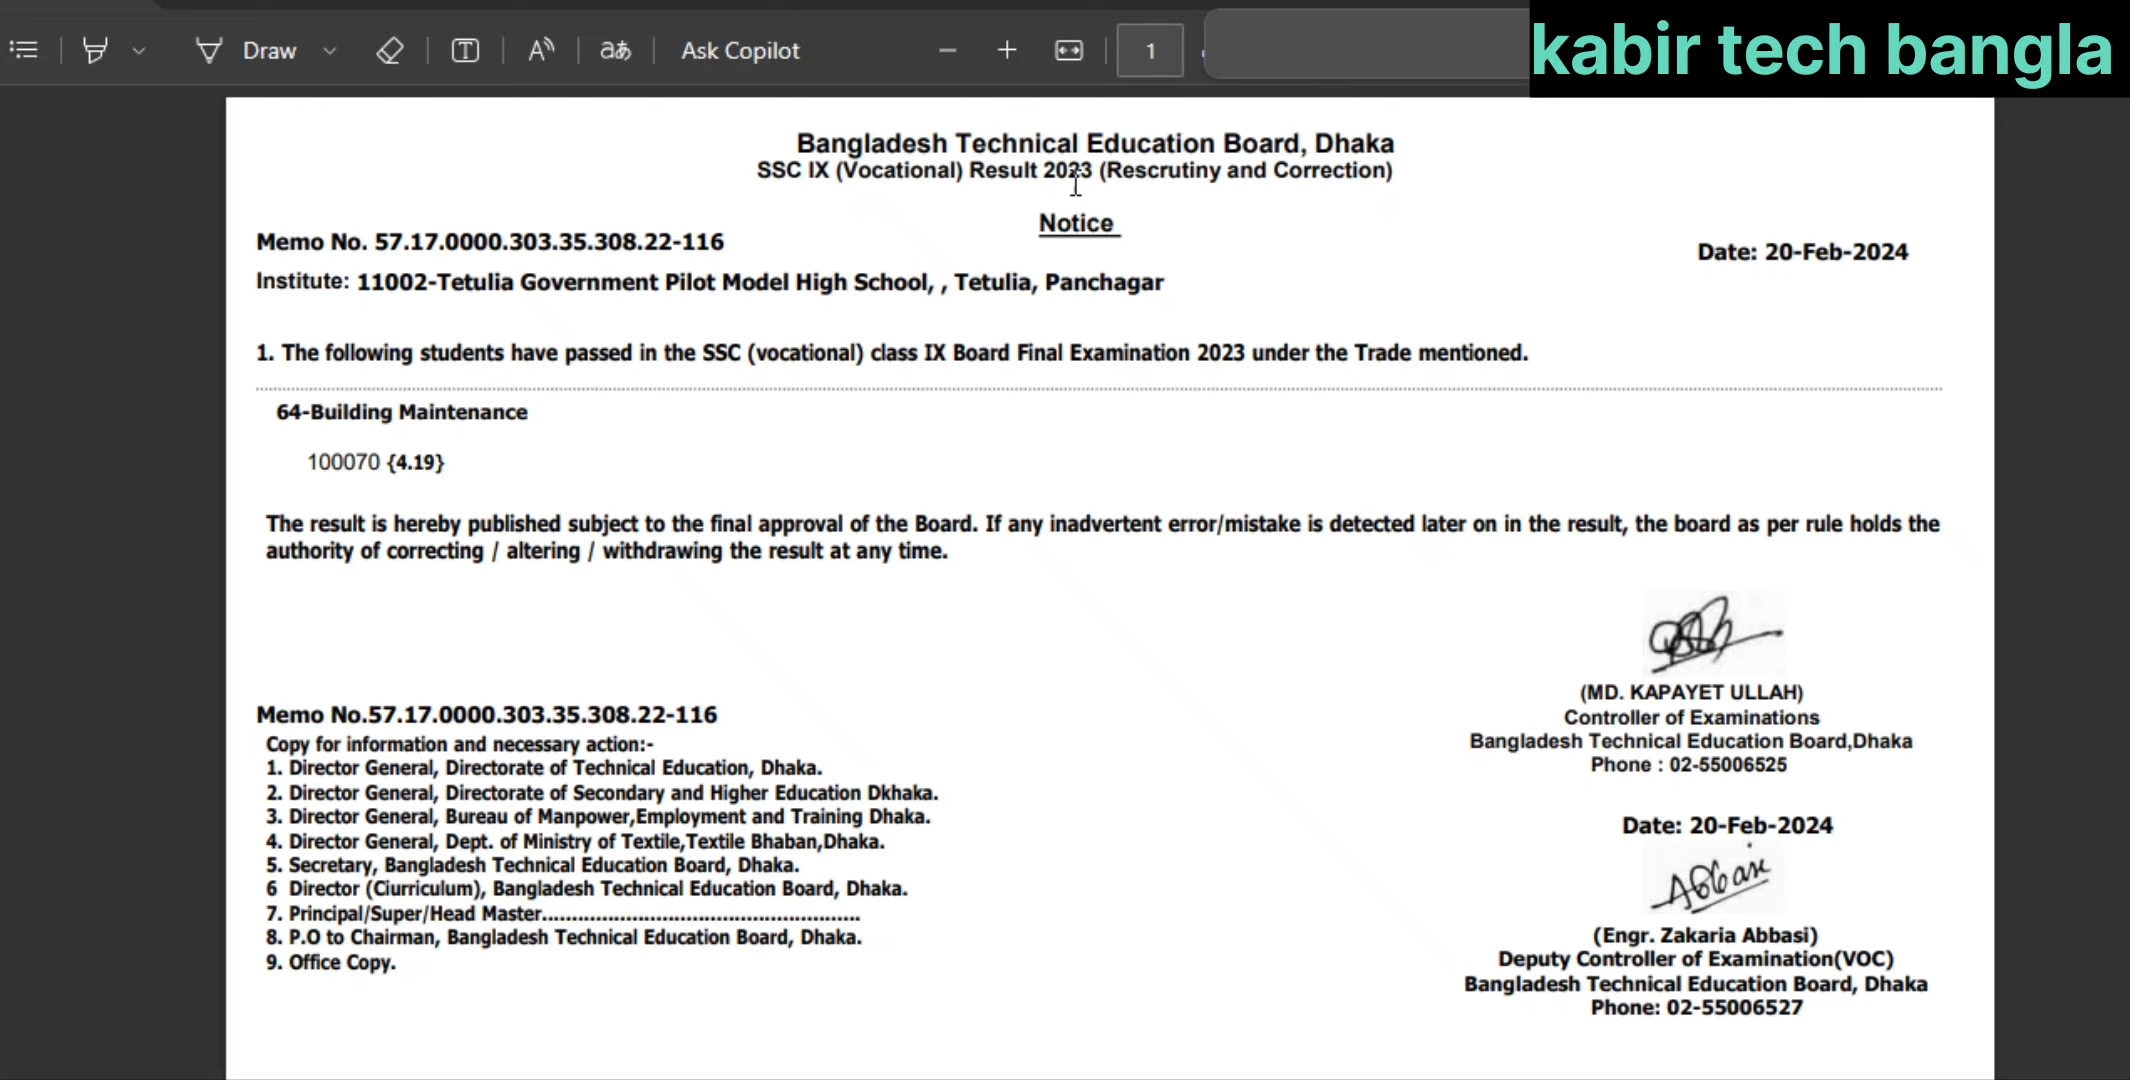 Draw
aあ
Ask Copilot
1
kabir tech bangla
Bangladesh Technical Education Board, Dhaka
SSC IX (Vocational) Result 2023 (Rescrutiny and Correction)
Notice
Memo No. 57.17.0000.303.35.308.22-116
Date: 20-Feb-2024
Institute: 11002-Tetulia Government Pilot Model High School, , Tetulia, Panchagar
1. The following students have passed in the SSC (vocational) class IX Board Final Examination 2023 under the Trade mentioned.
64-Building Maintenance
100070 {4.19}
The result is hereby published subject to the final approval of the Board. If any inadvertent error/mistake is detected later on in the result, the board as per rule holds the
authority of correcting / altering / withdrawing the result at any time.
(MD. KAPAYET ULLAH)
Controller of Examinations
Bangladesh Technical Education Board,Dhaka
Phone : 02-55006525
Memo No.57.17.0000.303.35.308.22-116
Copy for information and necessary action:-
1. Director General, Directorate of Technical Education, Dhaka.
2. Director General, Directorate of Secondary and Higher Education Dkhaka.
3. Director General, Bureau of Manpower,Employment and Training Dhaka.
4. Director General, Dept. of Ministry of Textile,Textile Bhaban,Dhaka.
5. Secretary, Bangladesh Technical Education Board, Dhaka.
6 Director (Ciurriculum), Bangladesh Technical Education Board, Dhaka.
7. Principal/Super/Head Master......................................................
8. P.O to Chairman, Bangladesh Technical Education Board, Dhaka.
9. Office Copy.
Date: 20-Feb-2024
(Engr. Zakaria Abbasi)
Deputy Controller of Examination(VOC)
Bangladesh Technical Education Board, Dhaka
Phone: 02-55006527